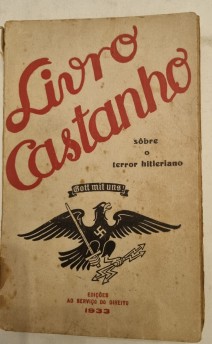 Livro
Castanho
sôbre
o
terror hitleriano
Gott mit uns!
EDIÇÕES
AO SERVIÇO DO DIREITO
1933